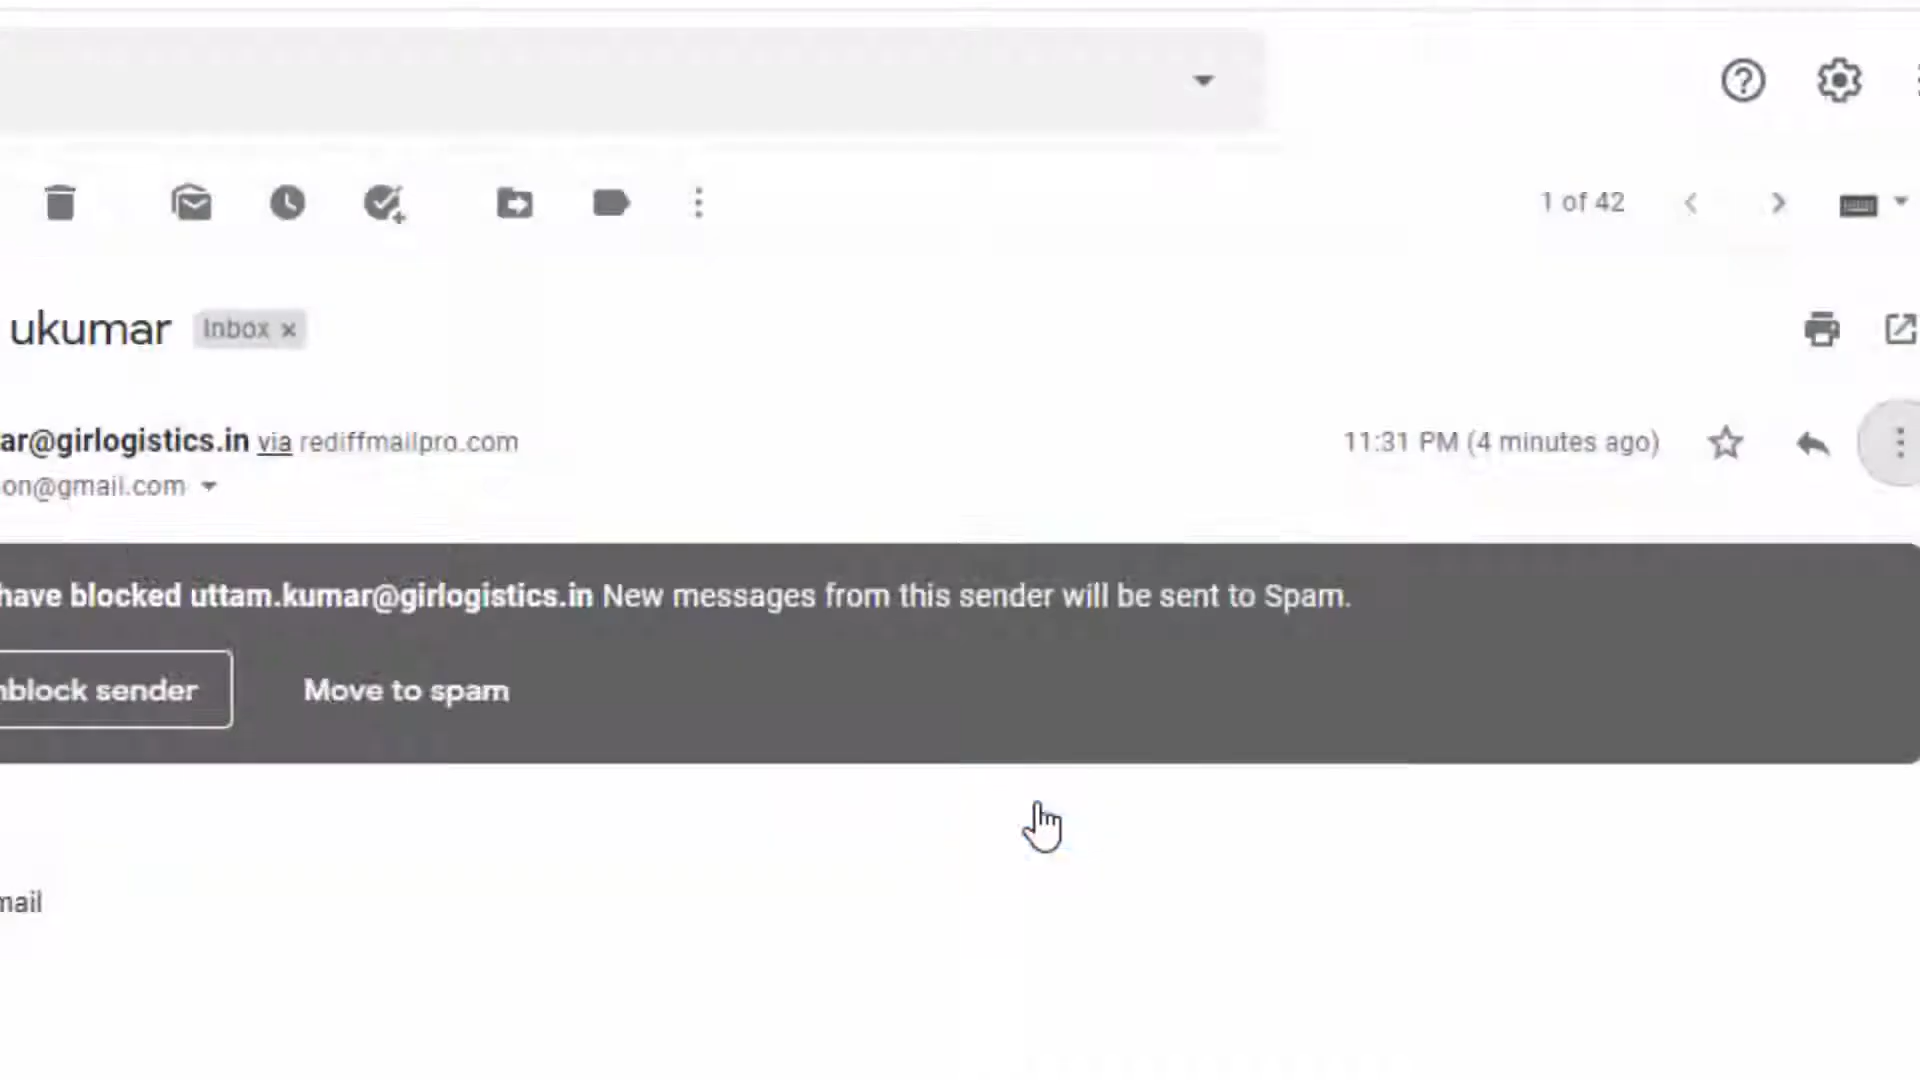 1 of 42
ukumar Inbox ×
ar@girlogistics.in via rediffmailpro.com 11:31 PM (4 minutes ago)
on@gmail.com
have blocked uttam.kumar@girlogistics.in New messages from this sender will be sent to Spam.
nblock sender Move to spam
mail